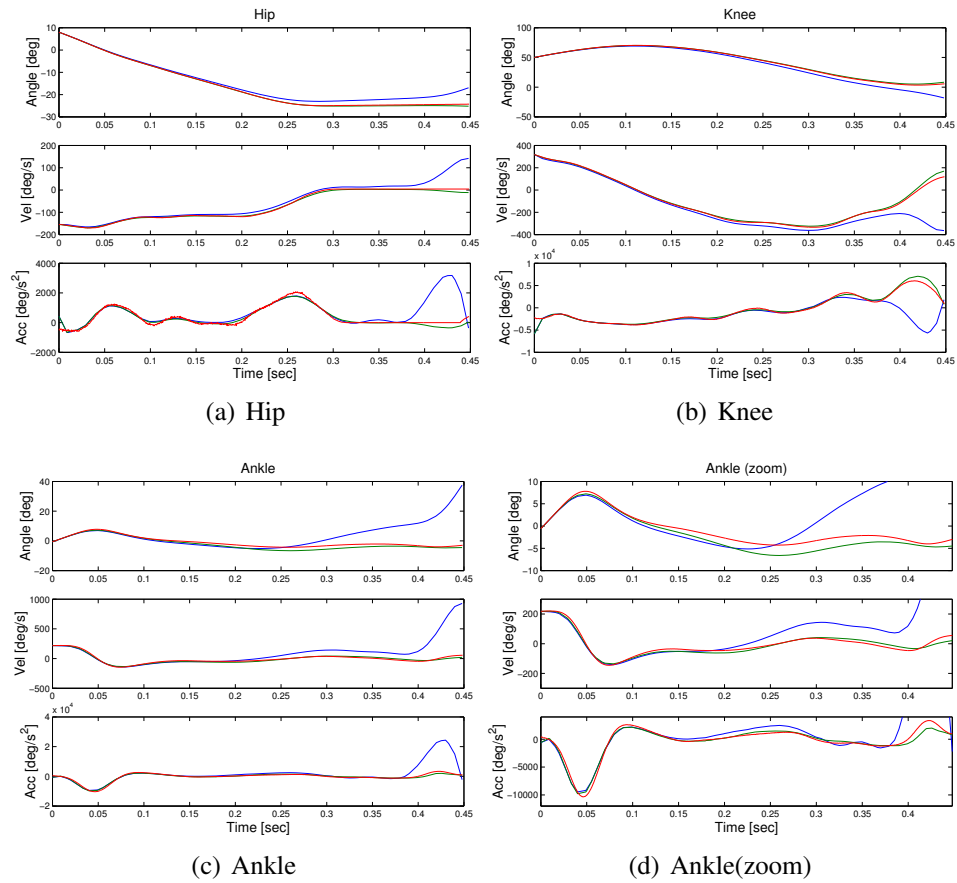 Hip
Angle [deg]
10
0
-10
-20
-30
0 0.05 0.1 0.15 0.2 0.25 0.3 0.35 0.4 0.45
Vel [deg/s]
200
100
0
-100
-200
0 0.05 0.1 0.15 0.2 0.25 0.3 0.35 0.4 0.45
Acc [deg/s²]
4000
2000
0
-2000
0 0.05 0.1 0.15 0.2 0.25 0.3 0.35 0.4 0.45
Time [sec]
(a) Hip
Knee
Angle [deg]
100
50
0
-50
0 0.05 0.1 0.15 0.2 0.25 0.3 0.35 0.4 0.45
Vel [deg/s]
400
200
0
-200
-400
0 0.05 0.1 0.15 0.2 0.25 0.3 0.35 0.4 0.45
x 10⁴
Acc [deg/s²]
1
0.5
0
-0.5
-1
0 0.05 0.1 0.15 0.2 0.25 0.3 0.35 0.4 0.45
Time [sec]
(b) Knee
Ankle
Angle [deg]
40
20
0
-20
0 0.05 0.1 0.15 0.2 0.25 0.3 0.35 0.4 0.45
Vel [deg/s]
1000
500
0
-500
0 0.05 0.1 0.15 0.2 0.25 0.3 0.35 0.4 0.45
x 10⁴
Acc [deg/s²]
4
2
0
-2
0 0.05 0.1 0.15 0.2 0.25 0.3 0.35 0.4 0.45
Time [sec]
(c) Ankle
Ankle (zoom)
Angle [deg]
10
5
0
-5
-10
0 0.05 0.1 0.15 0.2 0.25 0.3 0.35 0.4
Vel [deg/s]
200
0
-200
0 0.05 0.1 0.15 0.2 0.25 0.3 0.35 0.4
Acc [deg/s²]
0
-5000
-10000
0 0.05 0.1 0.15 0.2 0.25 0.3 0.35 0.4
Time [sec]
(d) Ankle(zoom)